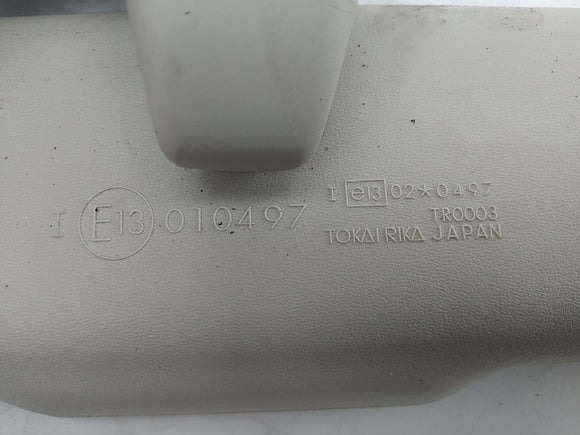 I E13 010497
I e13 02*0497
TR0003
TOKAI RIKA JAPAN